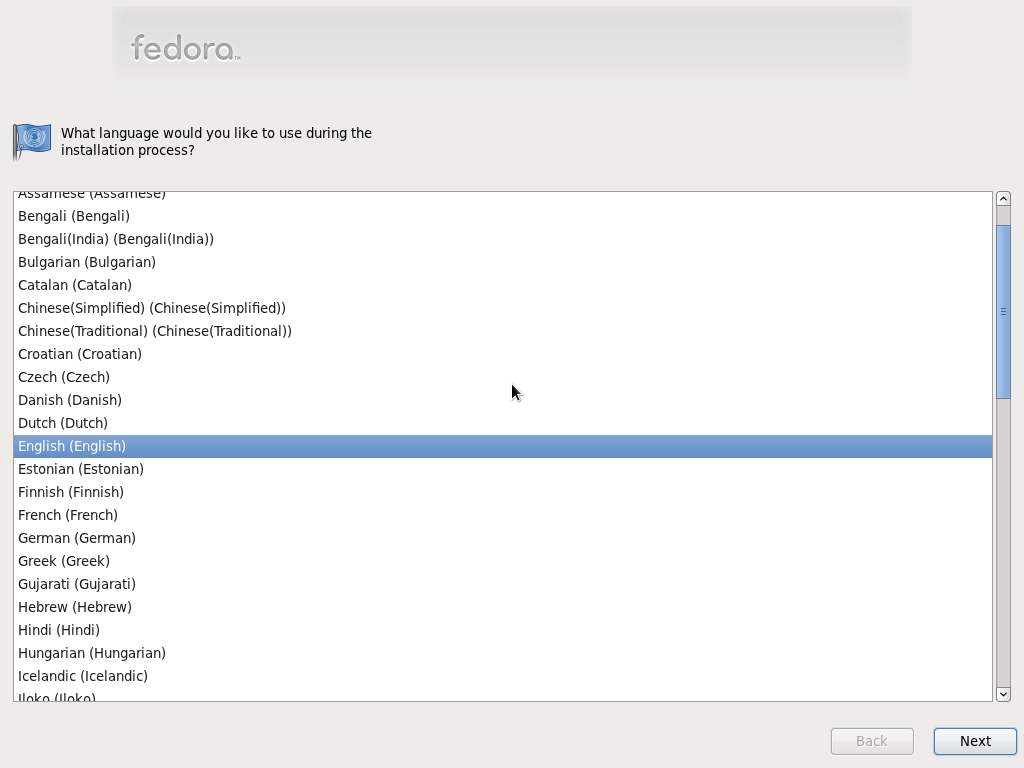 fedora™
What language would you like to use during the
installation process?
Assamese (Assamese)
Bengali (Bengali)
Bengali(India) (Bengali(India))
Bulgarian (Bulgarian)
Catalan (Catalan)
Chinese(Simplified) (Chinese(Simplified))
Chinese(Traditional) (Chinese(Traditional))
Croatian (Croatian)
Czech (Czech)
Danish (Danish)
Dutch (Dutch)
English (English)
Estonian (Estonian)
Finnish (Finnish)
French (French)
German (German)
Greek (Greek)
Gujarati (Gujarati)
Hebrew (Hebrew)
Hindi (Hindi)
Hungarian (Hungarian)
Icelandic (Icelandic)
Iloko (Iloko)
Back Next